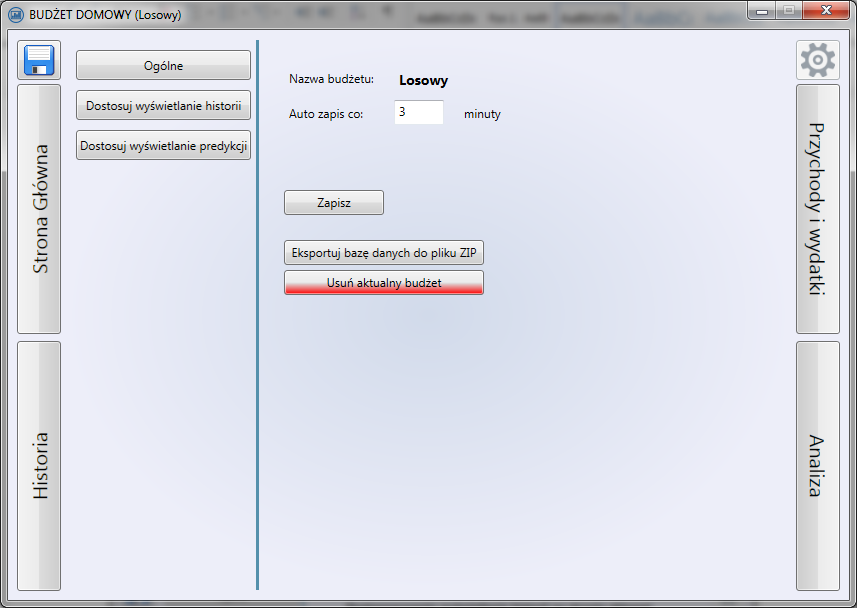 BUDŻET DOMOWY (Losowy)
Ogólne
Dostosuj wyświetlanie historii
Dostosuj wyświetlanie predykcji
Strona Główna
Historia
Nazwa budżetu: Losowy
Auto zapis co: 3 minuty
Zapisz
Eksportuj bazę danych do pliku ZIP
Usuń aktualny budżet
Przychody i wydatki
Analiza